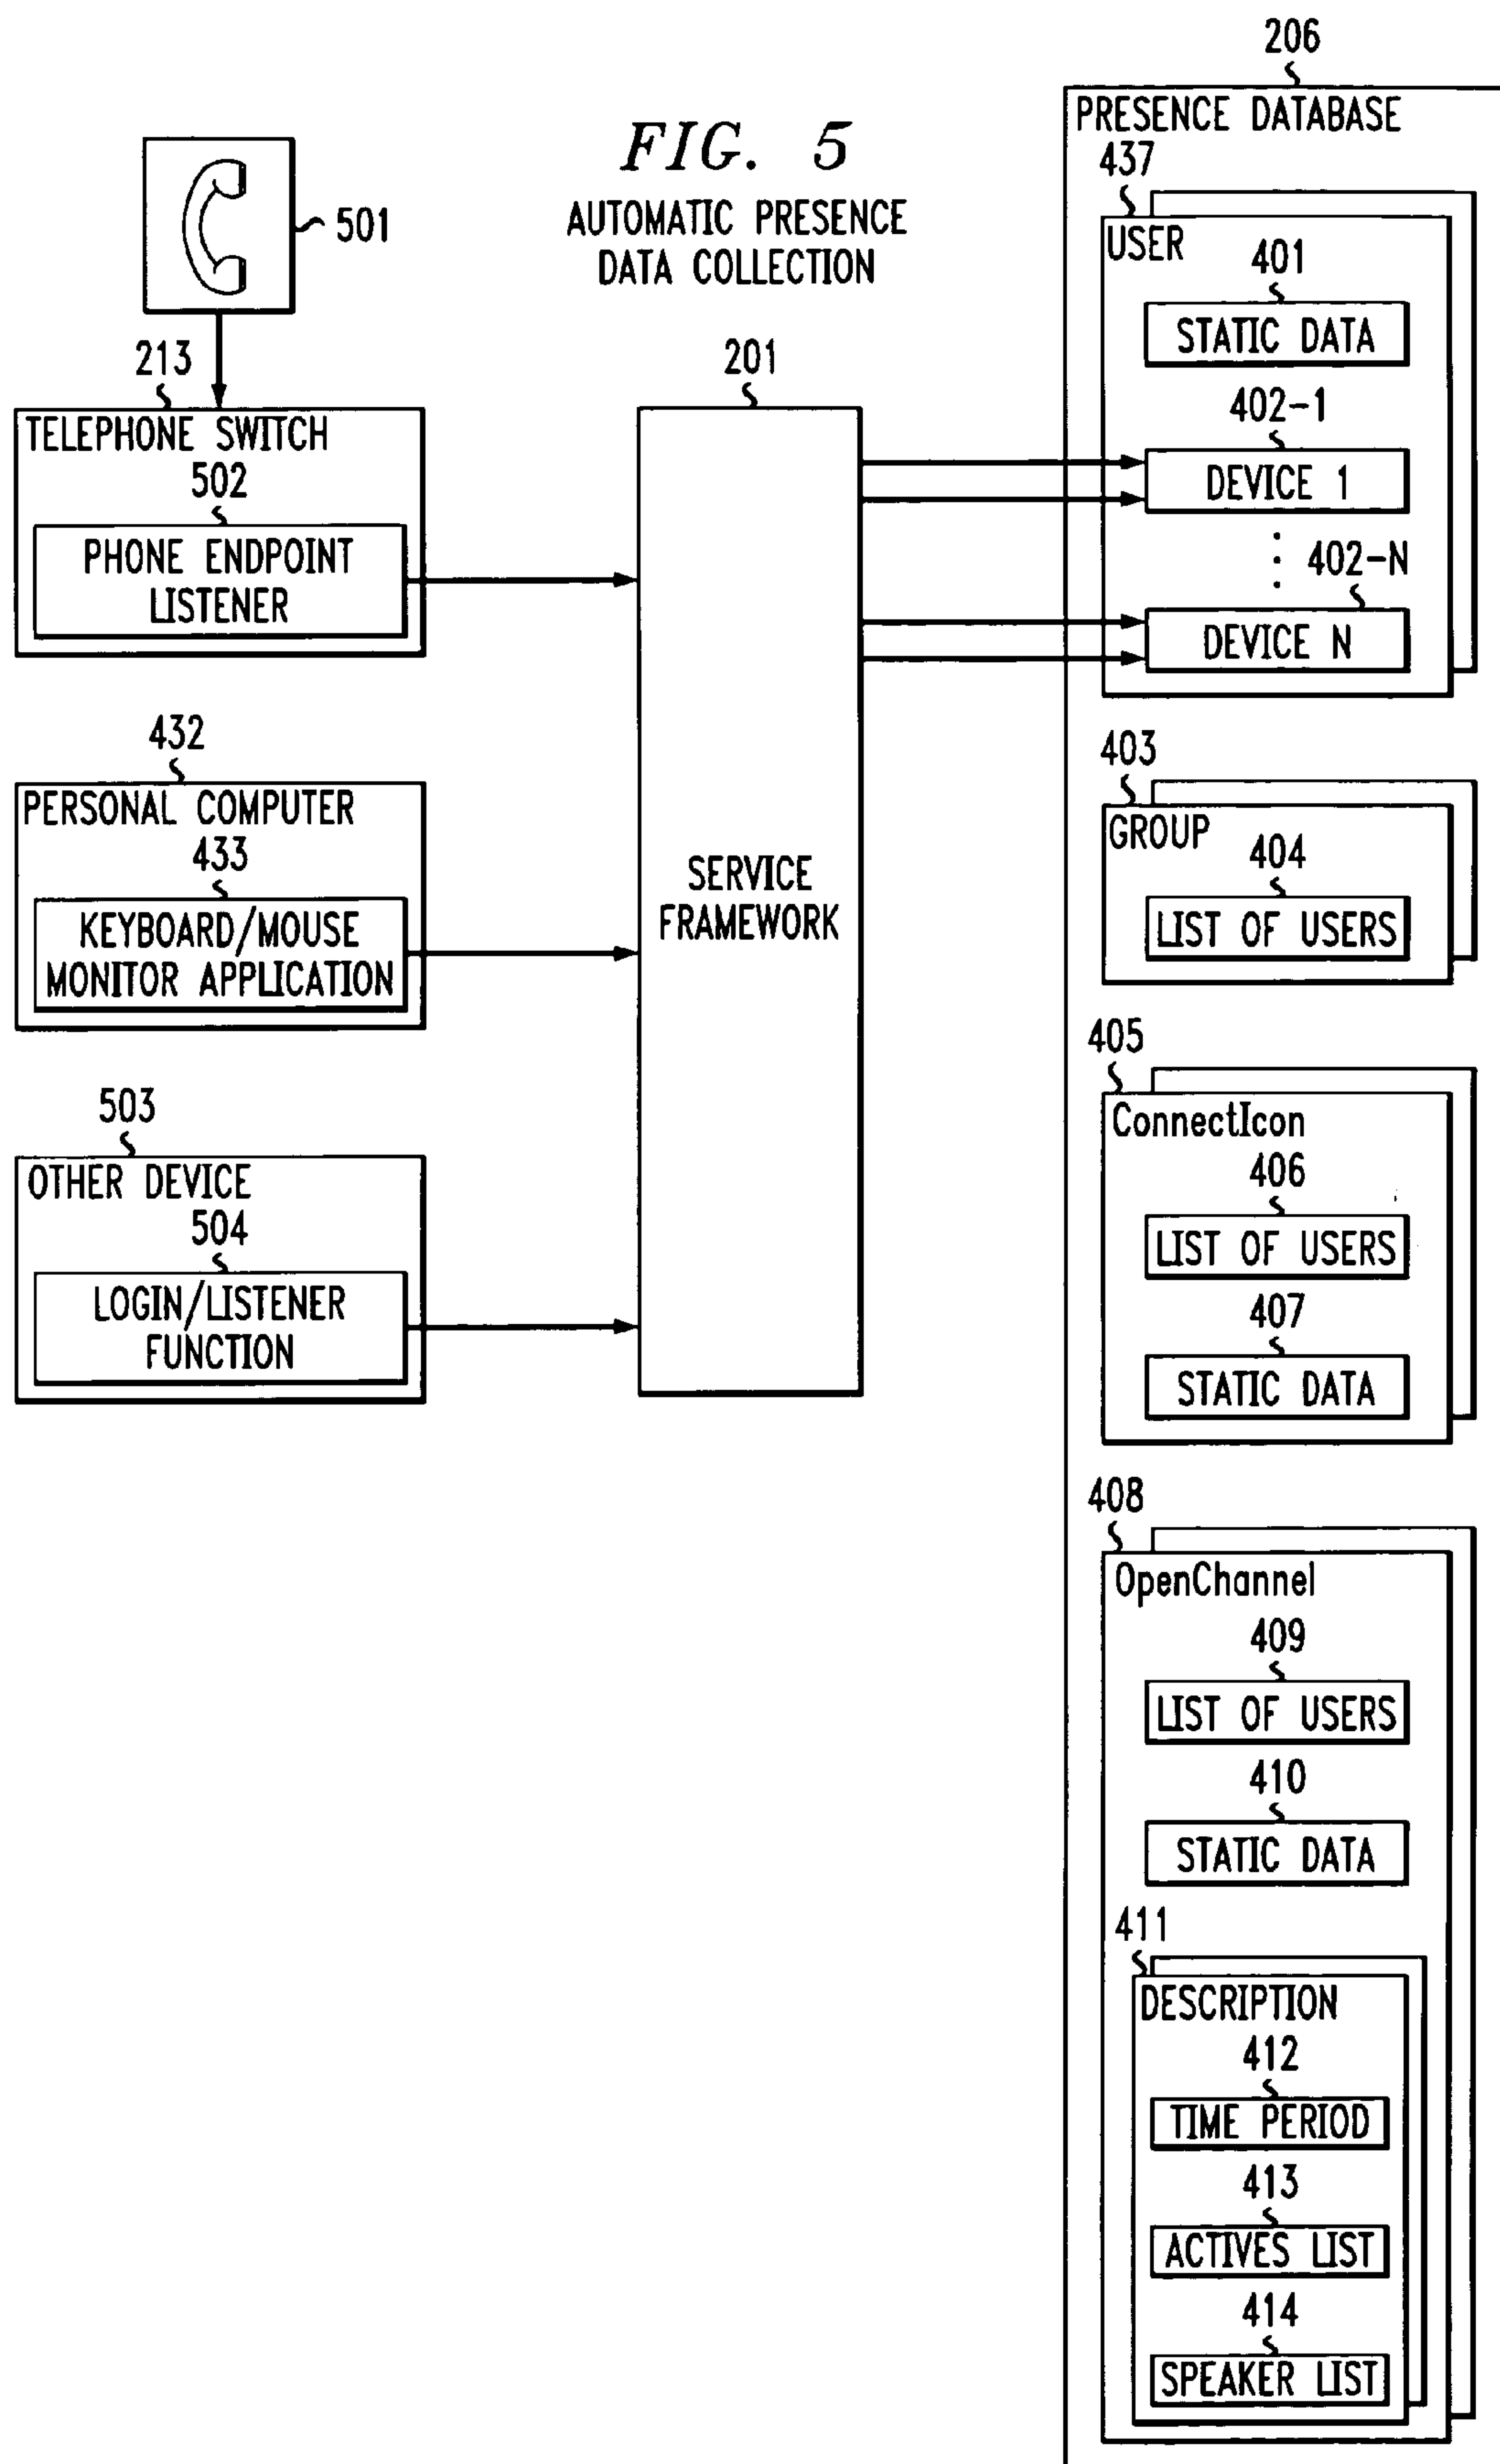 206
PRESENCE DATABASE
FIG. 5
AUTOMATIC PRESENCE
DATA COLLECTION
501
213
TELEPHONE SWITCH
502
PHONE ENDPOINT
LISTENER
432
PERSONAL COMPUTER
433
KEYBOARD/MOUSE
MONITOR APPLICATION
503
OTHER DEVICE
504
LOGIN/LISTENER
FUNCTION
201
SERVICE
FRAMEWORK
437
USER
401
STATIC DATA
402-1
DEVICE 1
402-N
DEVICE N
403
GROUP
404
LIST OF USERS
405
ConnectIcon
406
LIST OF USERS
407
STATIC DATA
408
OpenChannel
409
LIST OF USERS
410
STATIC DATA
411
DESCRIPTION
412
TIME PERIOD
413
ACTIVES LIST
414
SPEAKER LIST